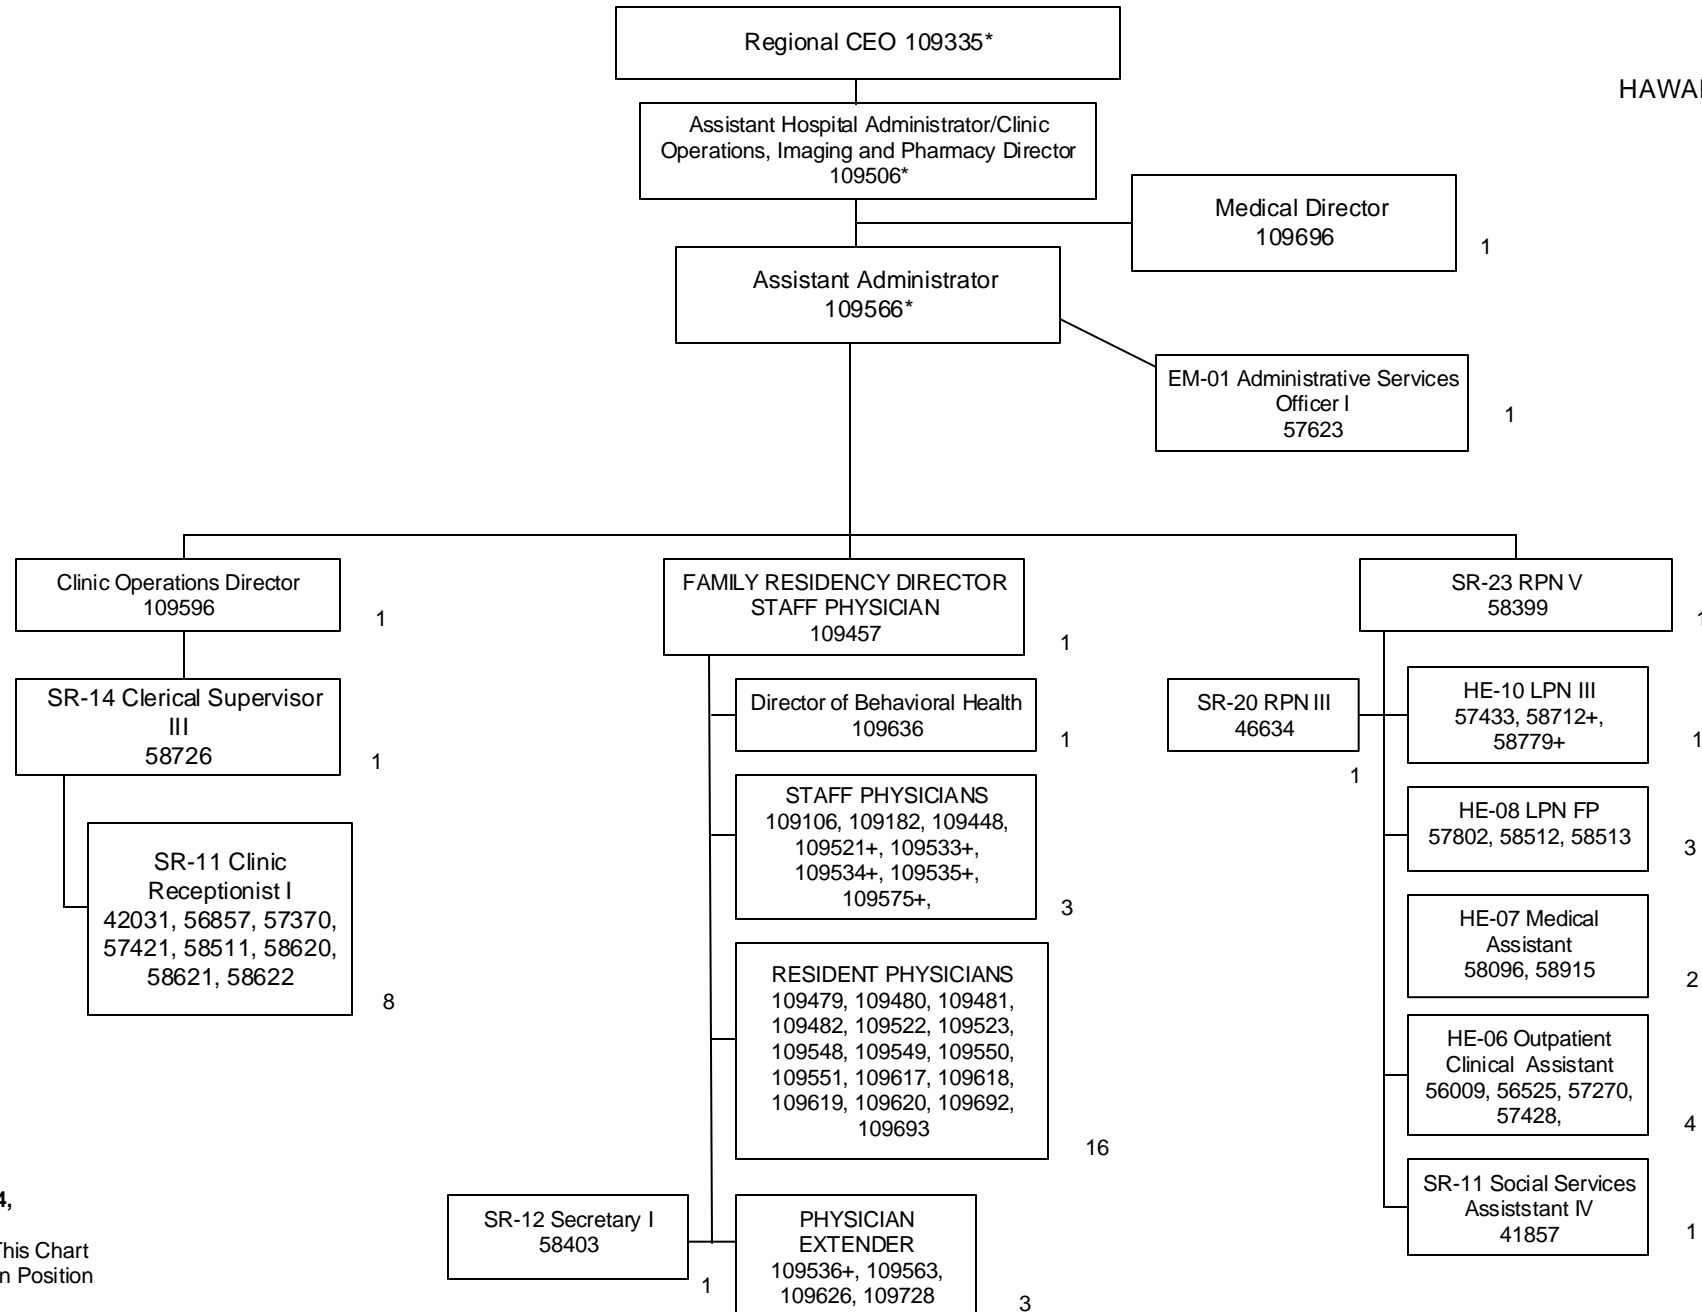 Regional CEO 109335*
HAWAI
Assistant Hospital Administrator/Clinic
Operations, Imaging and Pharmacy Director
109506*
Medical Director
109696
1
Assistant Administrator
109566*
EM-01 Administrative Services
Officer I
57623
1
Clinic Operations Director
109596
1
SR-14 Clerical Supervisor
III
58726
1
SR-11 Clinic
Receptionist I
42031, 56857, 57370,
57421, 58511, 58620,
58621, 58622
8
FAMILY RESIDENCY DIRECTOR
STAFF PHYSICIAN
109457
1
Director of Behavioral Health
109636
1
STAFF PHYSICIANS
109106, 109182, 109448,
109521+, 109533+,
109534+, 109535+,
109575+,
3
RESIDENT PHYSICIANS
109479, 109480, 109481,
109482, 109522, 109523,
109548, 109549, 109550,
109551, 109617, 109618,
109619, 109620, 109692,
109693
16
SR-12 Secretary I
58403
1
PHYSICIAN
EXTENDER
109536+, 109563,
109626, 109728
3
SR-23 RPN V
58399
1
SR-20 RPN III
46634
1
HE-10 LPN III
57433, 58712+,
58779+
1
HE-08 LPN FP
57802, 58512, 58513
3
HE-07 Medical
Assistant
58096, 58915
2
HE-06 Outpatient
Clinical Assistant
56009, 56525, 57270,
57428,
4
SR-11 Social Services
Assiststant IV
41857
1
4,
This Chart
n Position